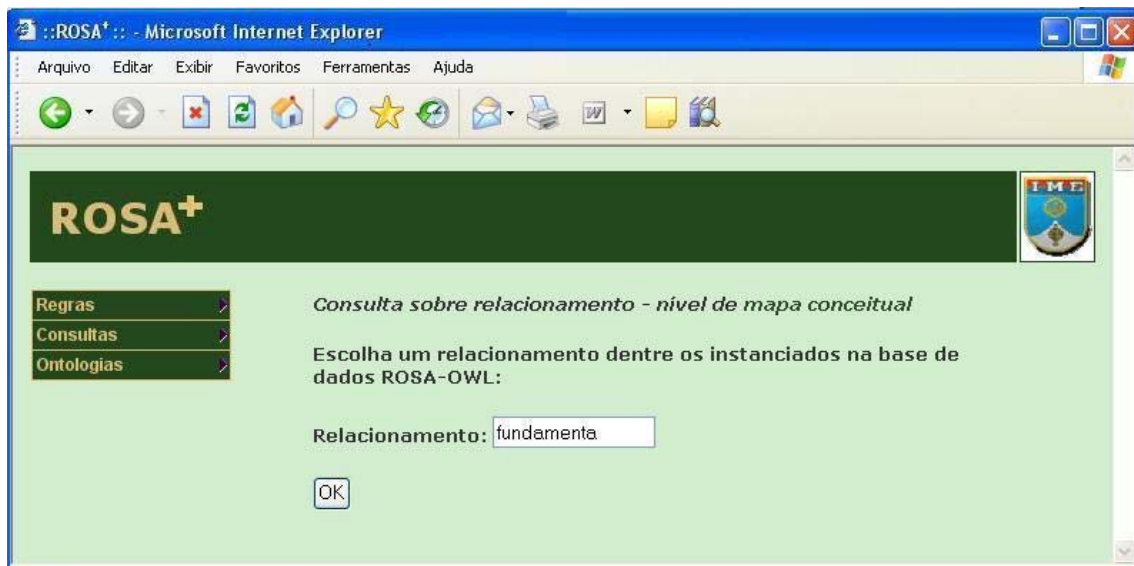 ::ROSA⁺:: - Microsoft Internet Explorer
Arquivo Editar Exibir Favoritos Ferramentas Ajuda
ROSA⁺
IME
Regras
Consultas
Ontologias
Consulta sobre relacionamento - nível de mapa conceitual
Escolha um relacionamento dentre os instanciados na base de
dados ROSA-OWL:
Relacionamento: fundamenta
OK